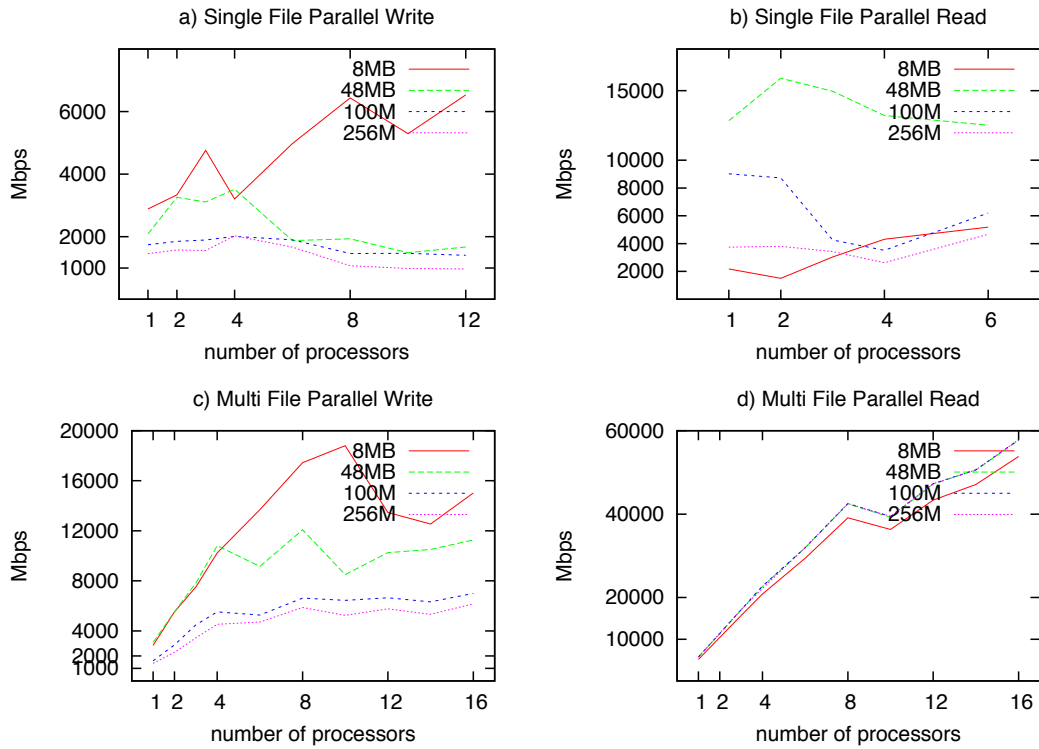 a) Single File Parallel Write
8MB
48MB
100M
256M
6000
4000
2000
1000
Mbps
1 2 4 8 12
number of processors
b) Single File Parallel Read
8MB
48MB
100M
256M
15000
10000
8000
6000
4000
2000
Mbps
1 2 4 6
number of processors
c) Multi File Parallel Write
8MB
48MB
100M
256M
20000
16000
12000
8000
4000
2000
1000
Mbps
1 2 4 8 12 16
number of processors
d) Multi File Parallel Read
8MB
48MB
100M
256M
60000
40000
20000
10000
Mbps
1 2 4 8 12 16
number of processors